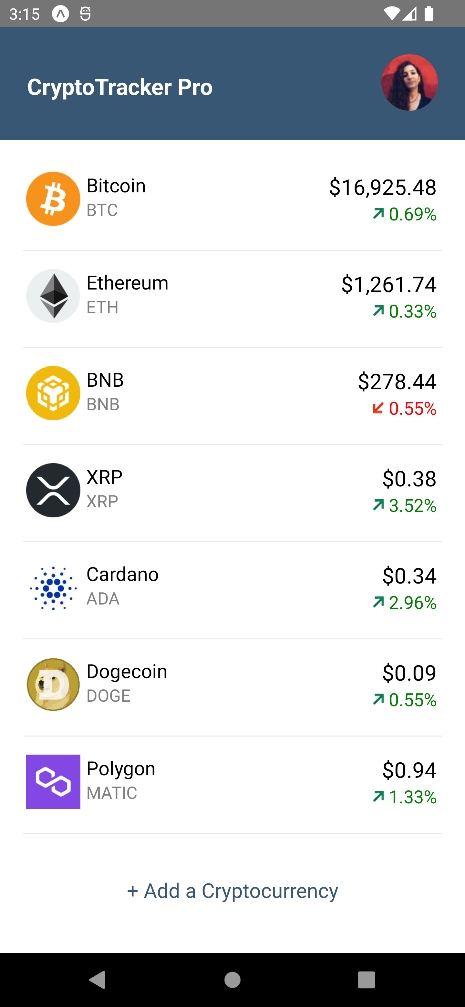 3:15
CryptoTracker Pro
Bitcoin
BTC
$16,925.48
0.69%
Ethereum
ETH
$1,261.74
0.33%
BNB
BNB
$278.44
0.55%
XRP
XRP
$0.38
3.52%
Cardano
ADA
$0.34
2.96%
Dogecoin
DOGE
$0.09
0.55%
Polygon
MATIC
$0.94
1.33%
+ Add a Cryptocurrency